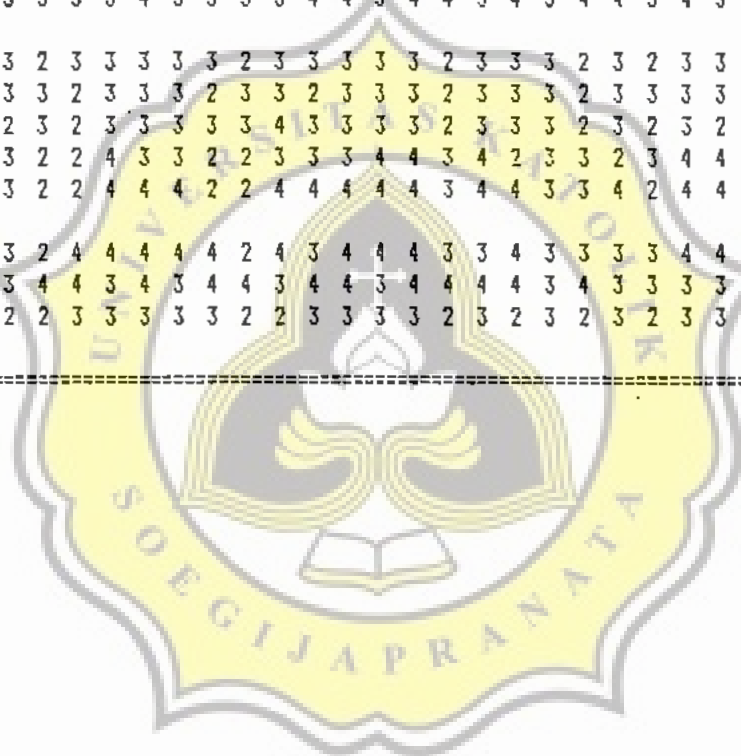 3 2 3 3 3 3 3 2 3 3 3 3 3 2 3 3 3 2 3 2 3 3
3 3 2 3 3 3 2 3 3 2 3 3 3 2 3 3 3 2 3 3 3 3
2 3 2 3 3 3 3 3 4 3 3 3 3 2 3 3 3 2 3 2 3 2
3 2 2 4 3 3 2 2 3 3 3 4 4 3 4 2 3 3 2 3 4 4
3 2 2 4 4 4 2 2 4 4 4 4 4 3 4 4 3 3 4 2 4 4
3 2 4 4 4 4 4 2 4 3 4 4 4 3 3 4 3 3 3 3 4 4
3 4 4 3 4 3 4 4 3 4 4 3 4 4 4 4 3 4 3 3 3 3
2 2 3 3 3 3 3 2 2 3 3 3 3 2 3 2 3 2 3 2 3 3
UNIVERSITAS KATOLIK
SOEGIJAPRANATA